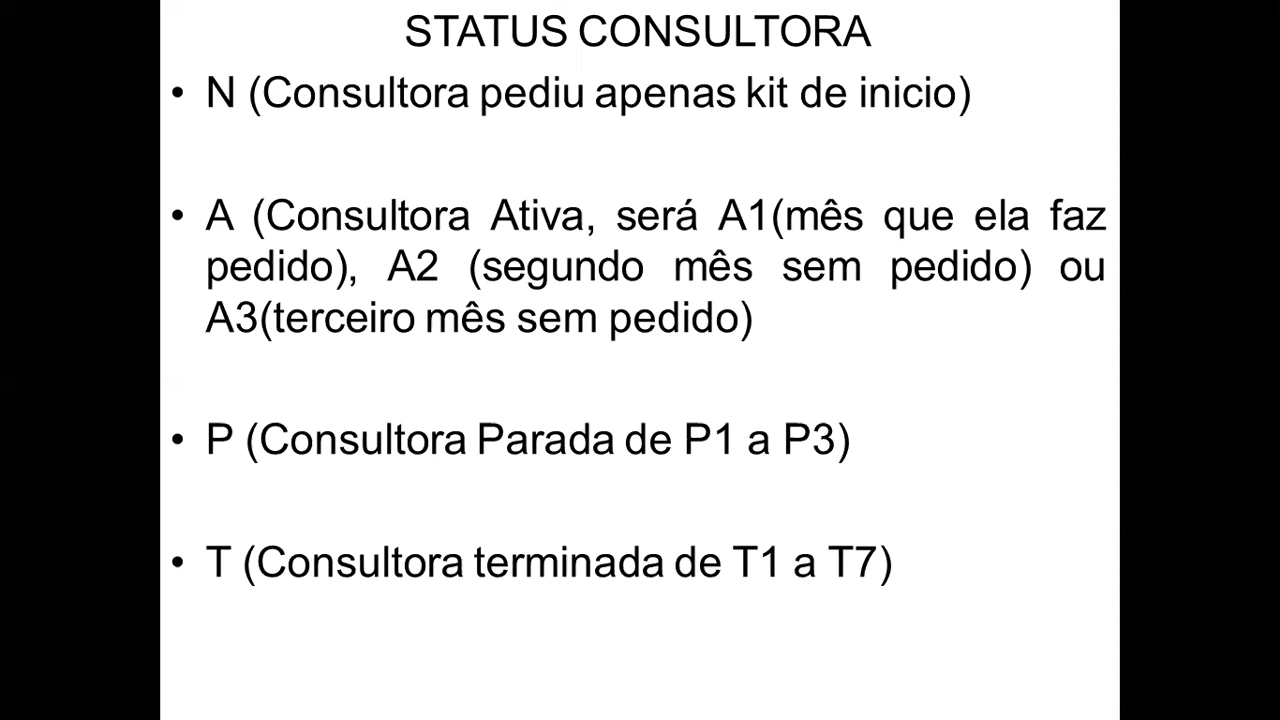 STATUS CONSULTORA
• N (Consultora pediu apenas kit de inicio)
• A (Consultora Ativa, será A1(mês que ela faz
pedido), A2 (segundo mês sem pedido) ou
A3(terceiro mês sem pedido)
• P (Consultora Parada de P1 a P3)
• T (Consultora terminada de T1 a T7)